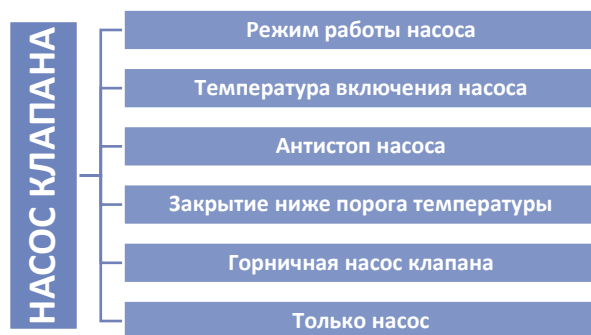 НАСОС КЛАПАНА
Режим работы насоса
Температура включения насоса
Антистоп насоса
Закрытие ниже порога температуры
Горничная насос клапана
Только насос